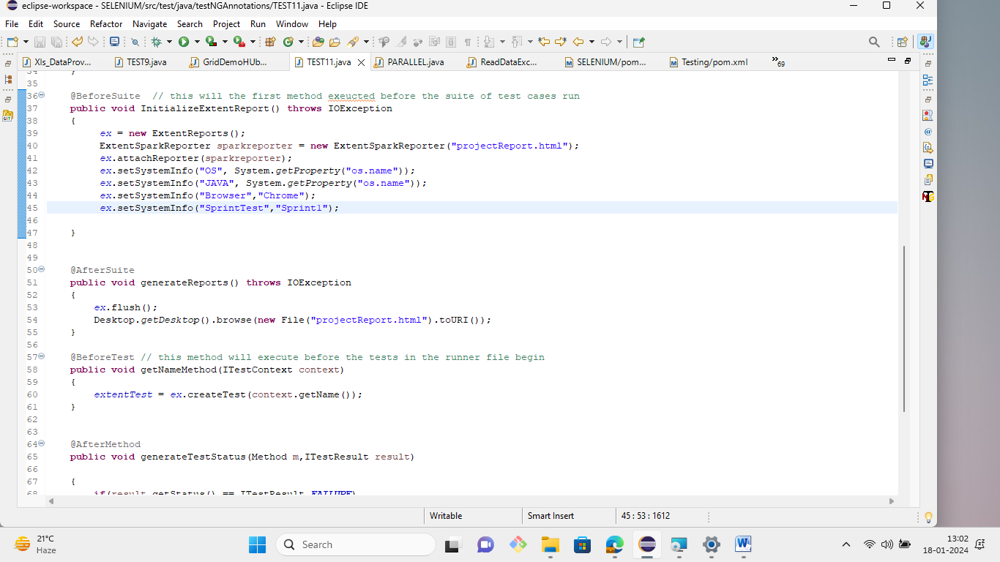 eclipse-workspace - SELENIUM/src/test/java/testNGAnnotations/TEST11.java - Eclipse IDE
File Edit Source Refactor Navigate Search Project Run Window Help
Xls_DataProv... TEST9.java GridDemoHUb... TEST11.java PARALLEL.java ReadDataExc... SELENIUM/pom... Testing/pom.xml 69
34 }
35
36 @BeforeSuite // this will the first method exeucted before the suite of test cases run
37 public void InitializeExtentReport() throws IOException
38 {
39 ex = new ExtentReports();
40 ExtentSparkReporter sparkreporter = new ExtentSparkReporter("projectReport.html");
41 ex.attachReporter(sparkreporter);
42 ex.setSystemInfo("OS", System.getProperty("os.name"));
43 ex.setSystemInfo("JAVA", System.getProperty("os.name"));
44 ex.setSystemInfo("Browser","Chrome");
45 ex.setSystemInfo("SprintTest","Sprint1");
46
47 }
48
49
50 @AfterSuite
51 public void generateReports() throws IOException
52 {
53 ex.flush();
54 Desktop.getDesktop().browse(new File("projectReport.html").toURI());
55 }
56
57 @BeforeTest // this method will execute before the tests in the runner file begin
58 public void getNameMethod(ITestContext context)
59 {
60 extentTest = ex.createTest(context.getName());
61 }
62
63
64 @AfterMethod
65 public void generateTestStatus(Method m,ITestResult result)
66
67 {
68 if(result.getStatus() == ITestResult.FAILURE)
Writable Smart Insert 45 : 53 : 1612
21°C
Haze
Search
13:02
18-01-2024